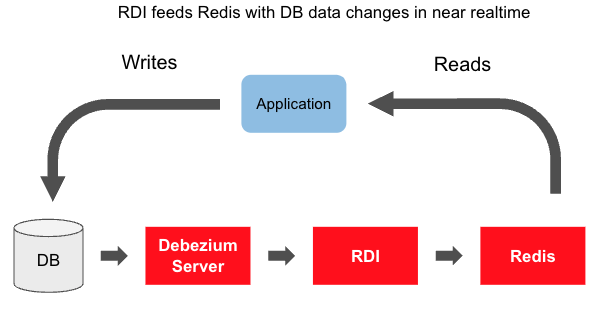 RDI feeds Redis with DB data changes in near realtime
Writes
Reads
Application
DB
Debezium
Server
RDI
Redis